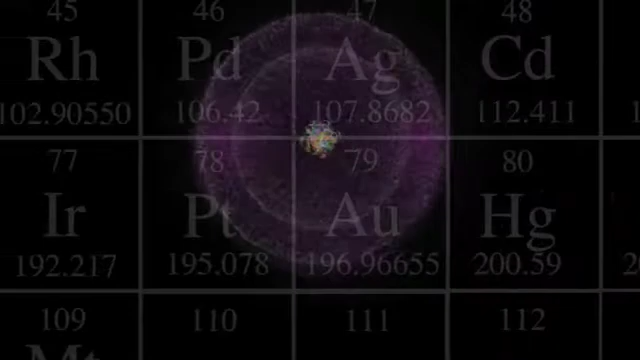 45 46 47 48
Rh Pd Ag Cd
102.90550 106.42 107.8682 112.411
77 78 79 80
Ir Pt Au Hg
192.217 195.078 196.96655 200.59
109 110 111 112
Mt